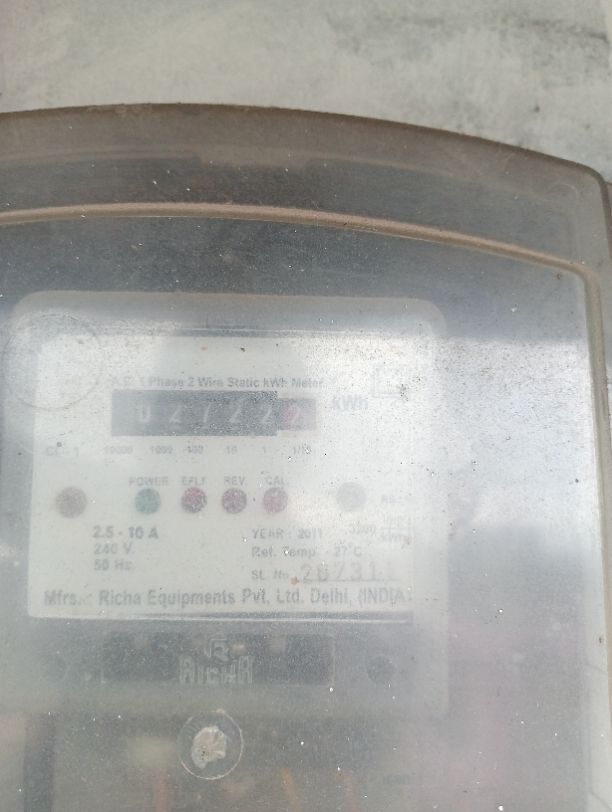 A.C. 1 Phase 2 Wire Static kWh Meter
kWh
CL - 1
10000 1000 100 10 1 1/10
POWER EFLT REV CAL
2.5 - 10 A
240 V.
50 Hz.
YEAR : 2011
Ref. Temp. - 27°C
SL. No.
Mfrs. : Richa Equipments Pvt. Ltd. Delhi, (INDIA)
RICHA